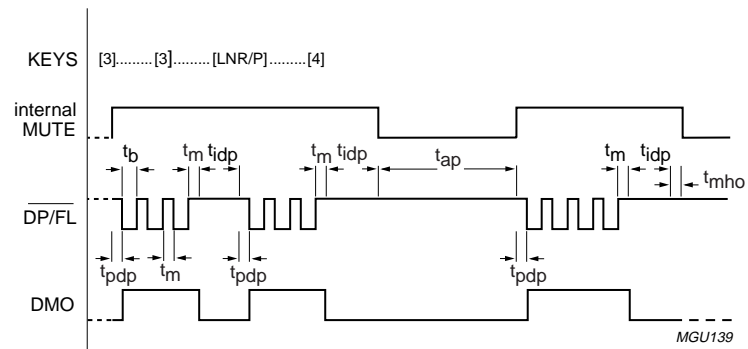 KEYS [3].........[3].........[LNR/P].........[4]
internal
MUTE
tb tm tidp tm tidp tap tm tidp
tmho
DP/FL
tpdp tm tpdp tpdp
DMO
MGU139